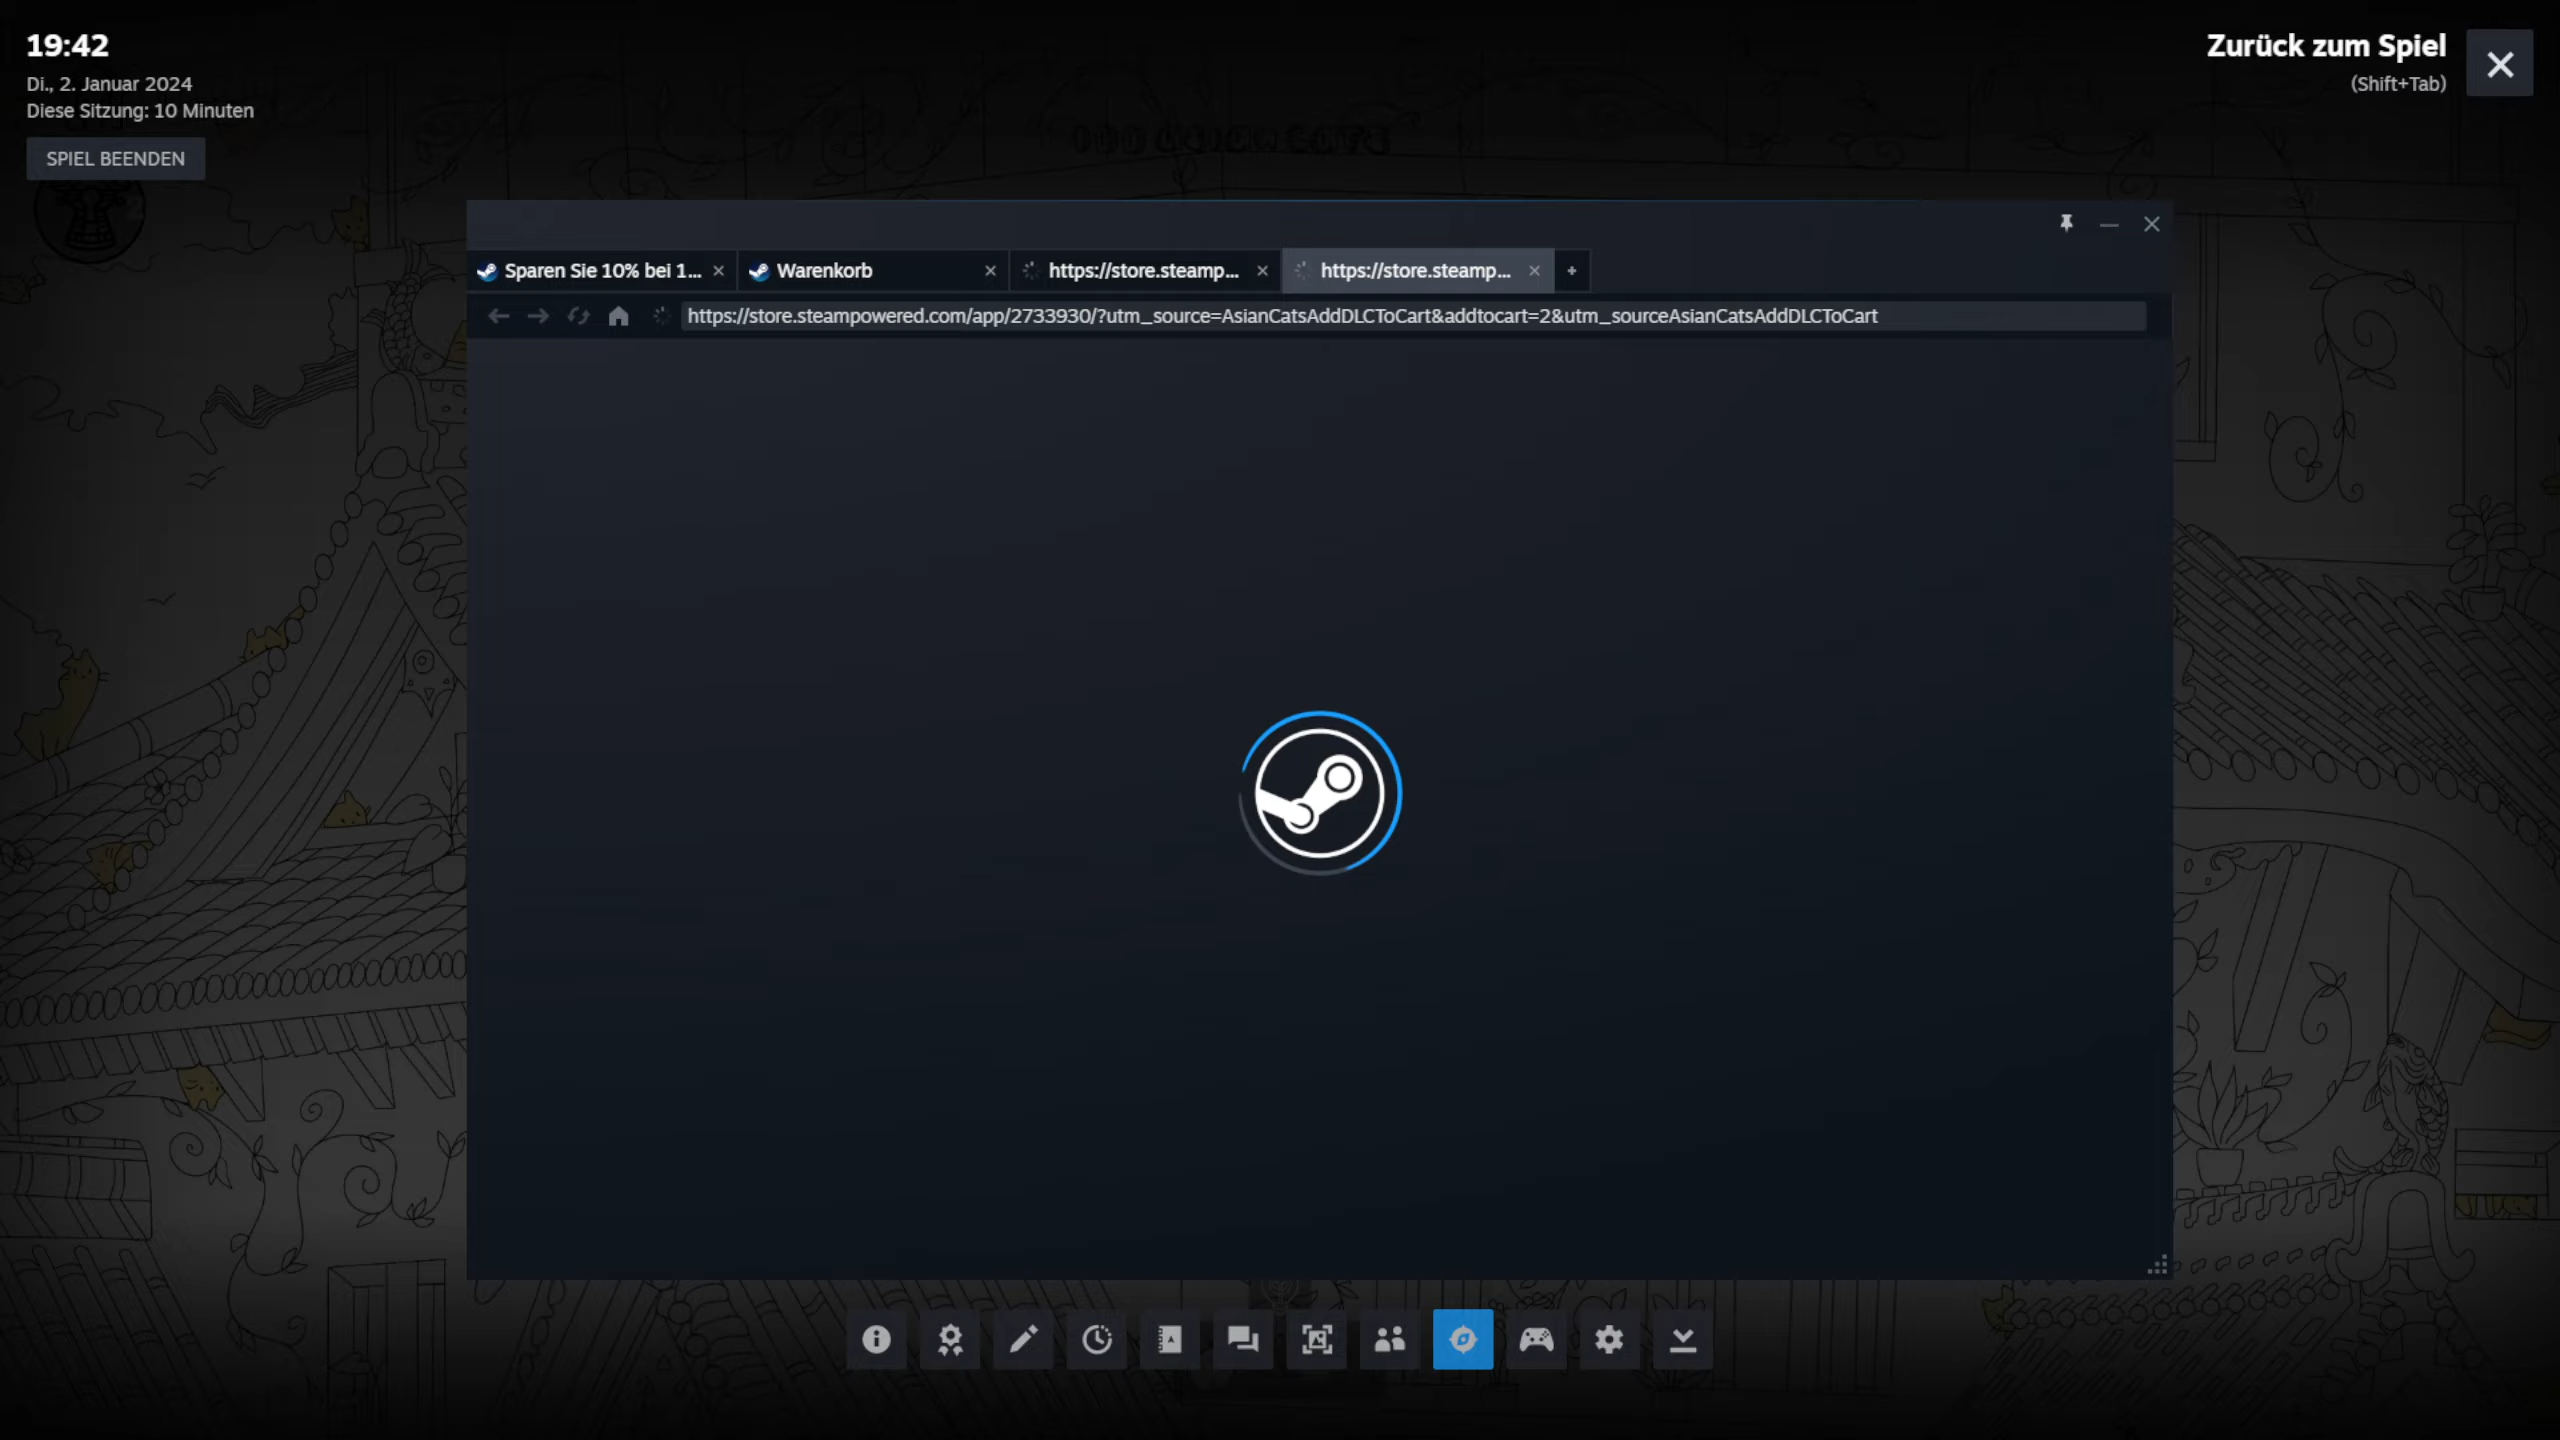 19:42
Di., 2. Januar 2024
Diese Sitzung: 10 Minuten
SPIEL BEENDEN
Zurück zum Spiel
(Shift+Tab)
Sparen Sie 10% bei 1...
Warenkorb
https://store.steamp...
https://store.steamp...
https://store.steampowered.com/app/2733930/?utm_source=AsianCatsAddDLCToCart&addtocart=2&utm_sourceAsianCatsAddDLCToCart